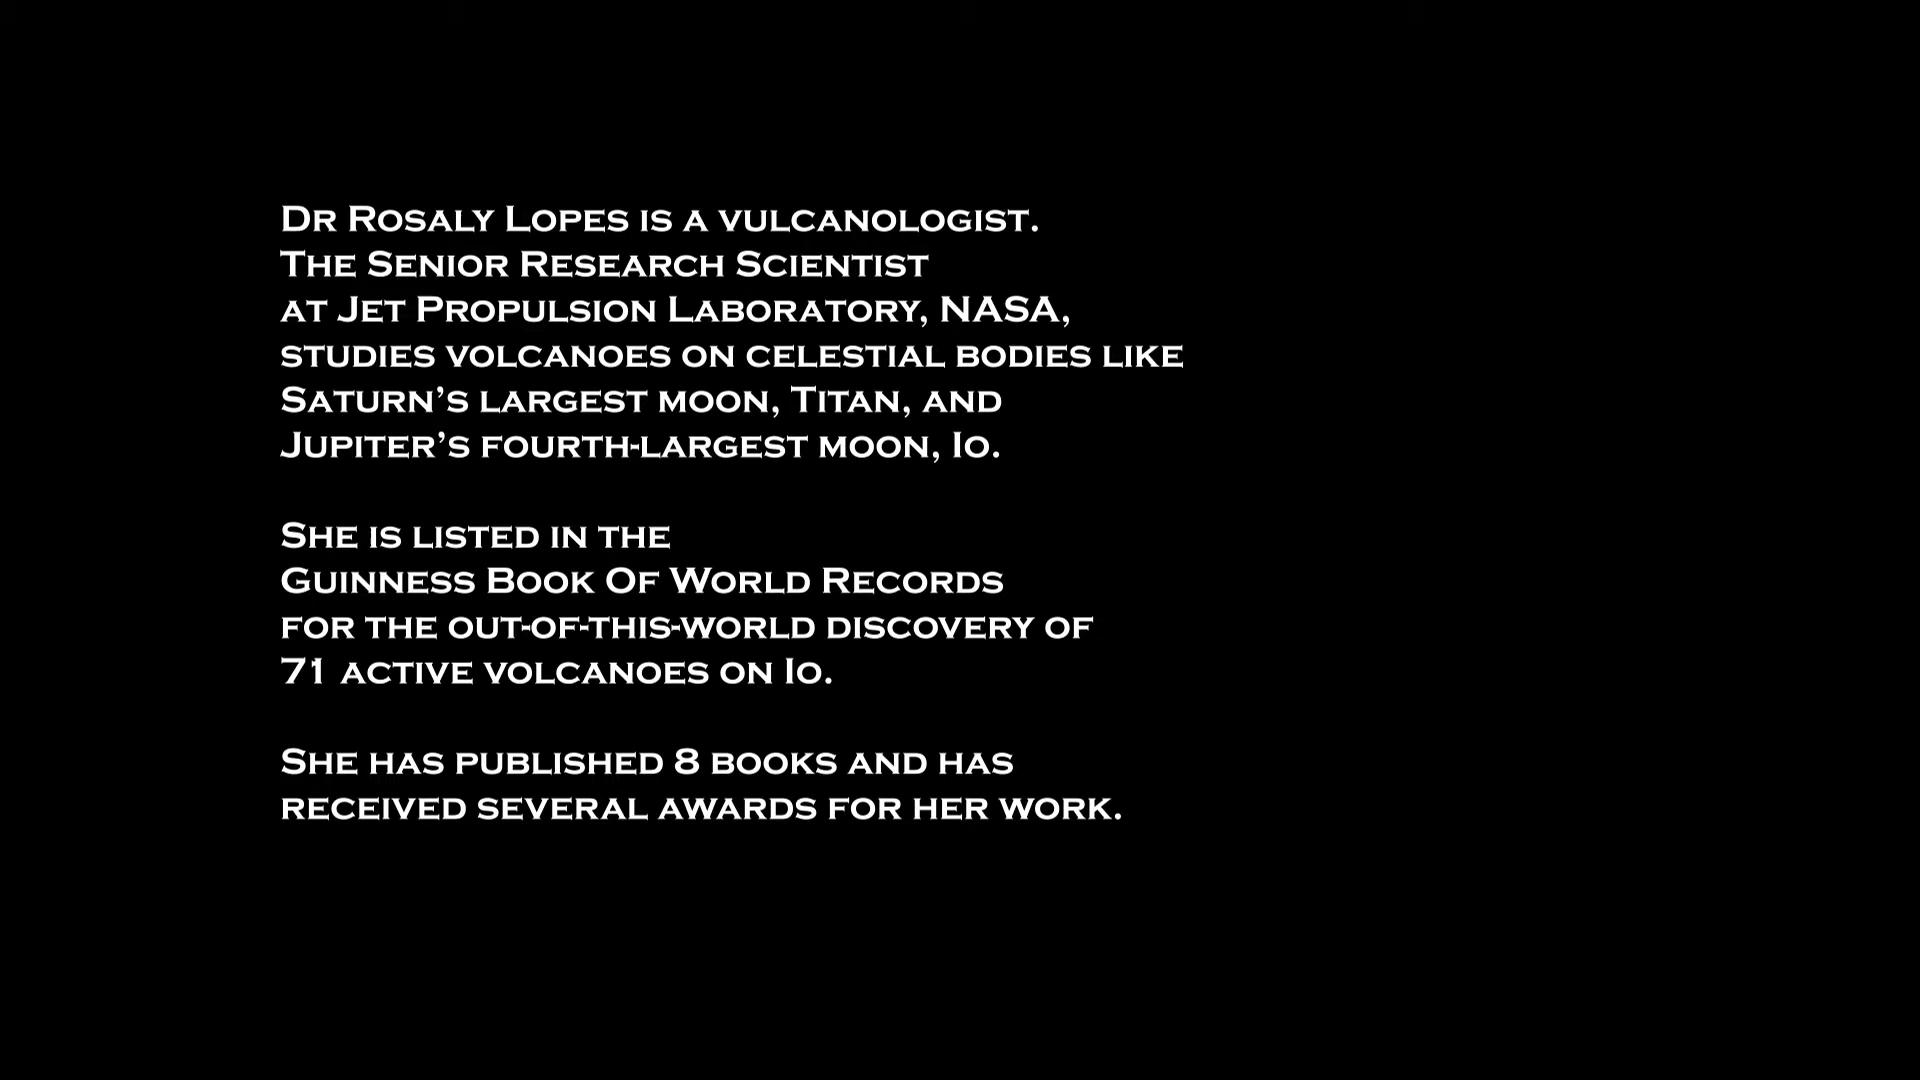 Dr Rosaly Lopes is a vulcanologist.
The Senior Research Scientist
at Jet Propulsion Laboratory, NASA,
studies volcanoes on celestial bodies like
Saturn’s largest moon, Titan, and
Jupiter’s fourth-largest moon, Io.
She is listed in the
Guinness Book Of World Records
for the out-of-this-world discovery of
71 active volcanoes on Io.
She has published 8 books and has
received several awards for her work.